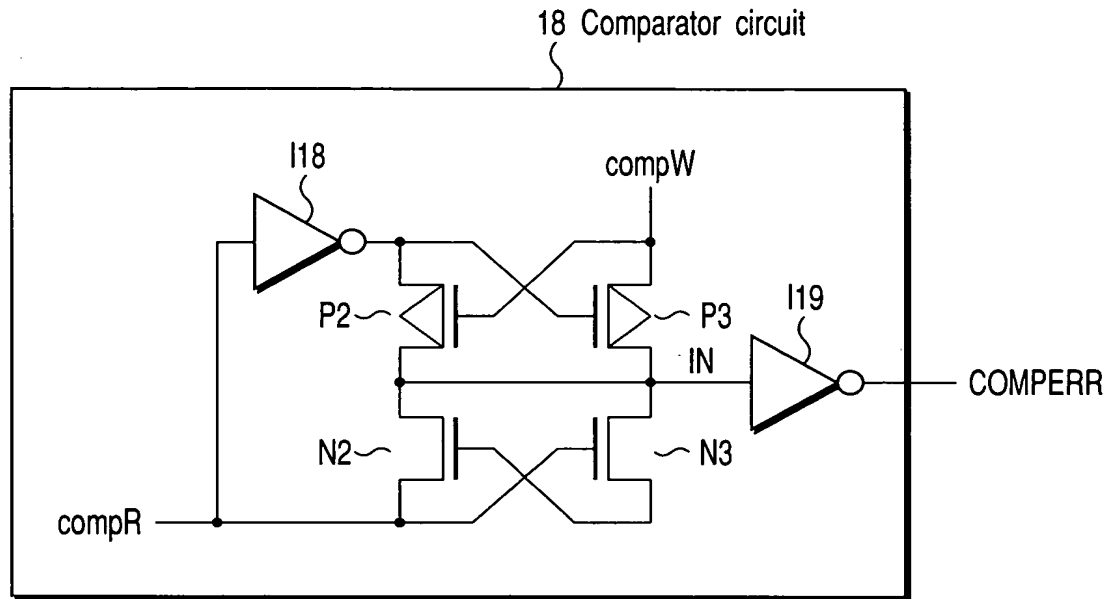 18 Comparator circuit
I18
compW
P2
P3
I19
IN
COMPERR
N2
N3
compR